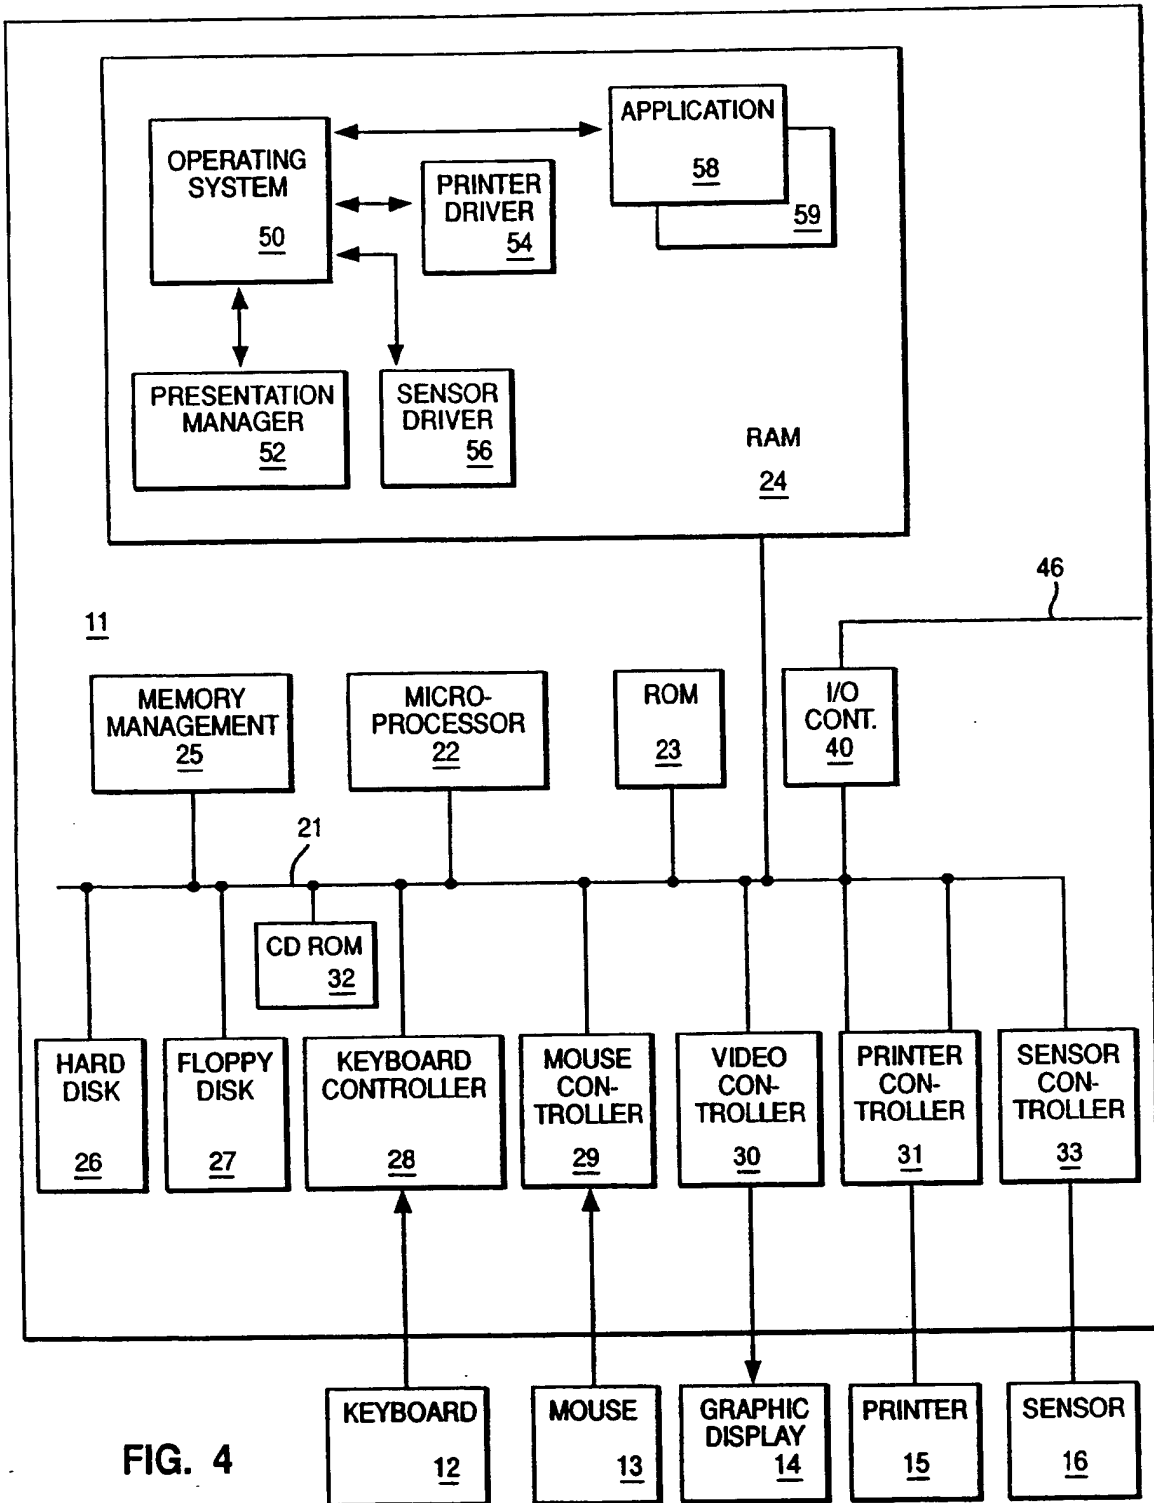 OPERATING
SYSTEM
50
APPLICATION
58
59
PRINTER
DRIVER
54
PRESENTATION
MANAGER
52
SENSOR
DRIVER
56
RAM
24
46
11
MEMORY
MANAGEMENT
25
MICRO-
PROCESSOR
22
ROM
23
I/O
CONT.
40
21
CD ROM
32
HARD
DISK
26
FLOPPY
DISK
27
KEYBOARD
CONTROLLER
28
MOUSE
CON-
TROLLER
29
VIDEO
CON-
TROLLER
30
PRINTER
CON-
TROLLER
31
SENSOR
CON-
TROLLER
33
KEYBOARD
12
MOUSE
13
GRAPHIC
DISPLAY
14
PRINTER
15
SENSOR
16
FIG. 4